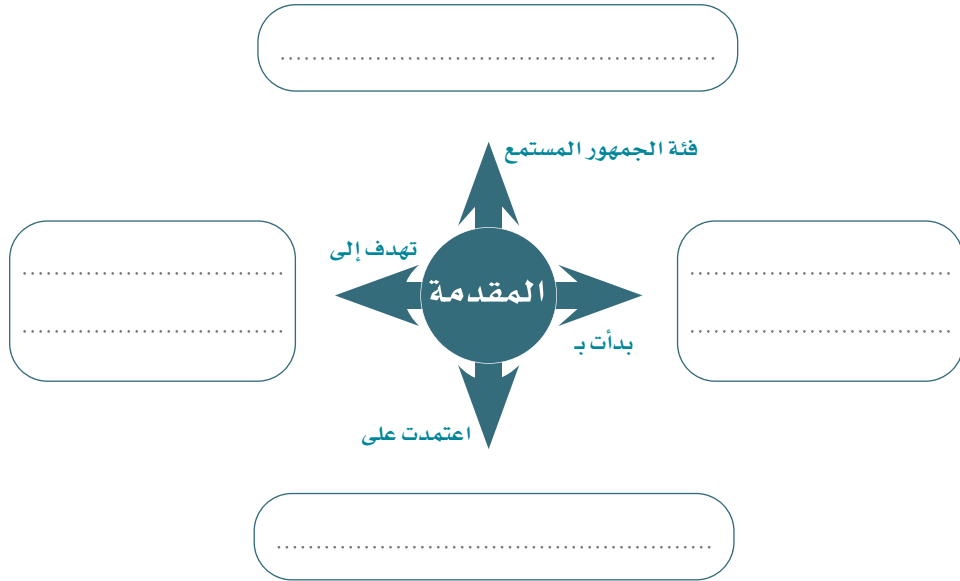 فئة الجمهور المستمع
تهدف إلى
المقدمة
بدأت بـ
اعتمدت على